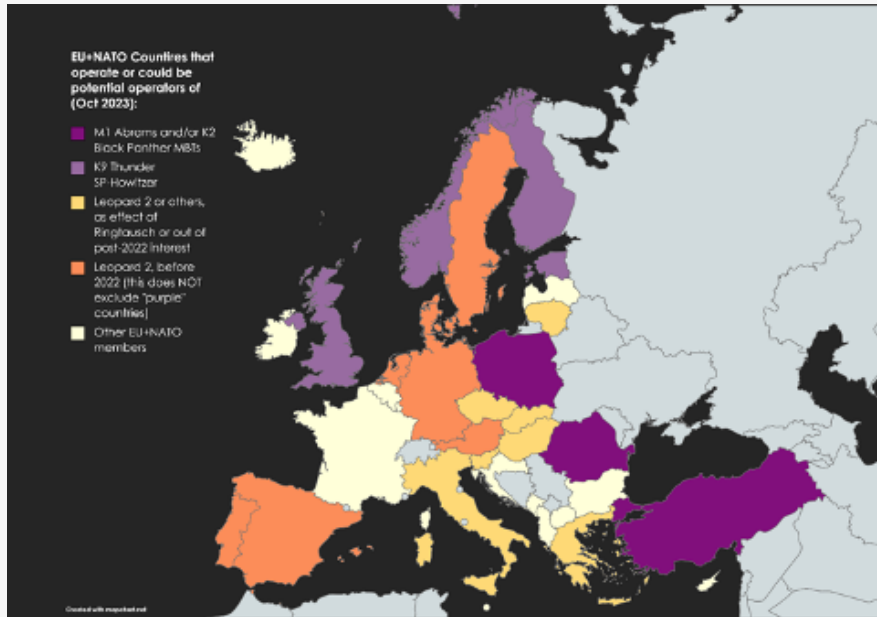 EU+NATO Countires that
operate or could be
potential operators of
(Oct 2023):
M1 Abrams and/or K2
Black Panther MBTs
K9 Thunder
SP-Howitzer
Leopard 2 or others,
as effect of
Ringtausch or out of
post-2022 interest
Leopard 2, before
2022 (this does NOT
exclude "purple"
countries)
Other EU+NATO
members
Created with mapchart.net